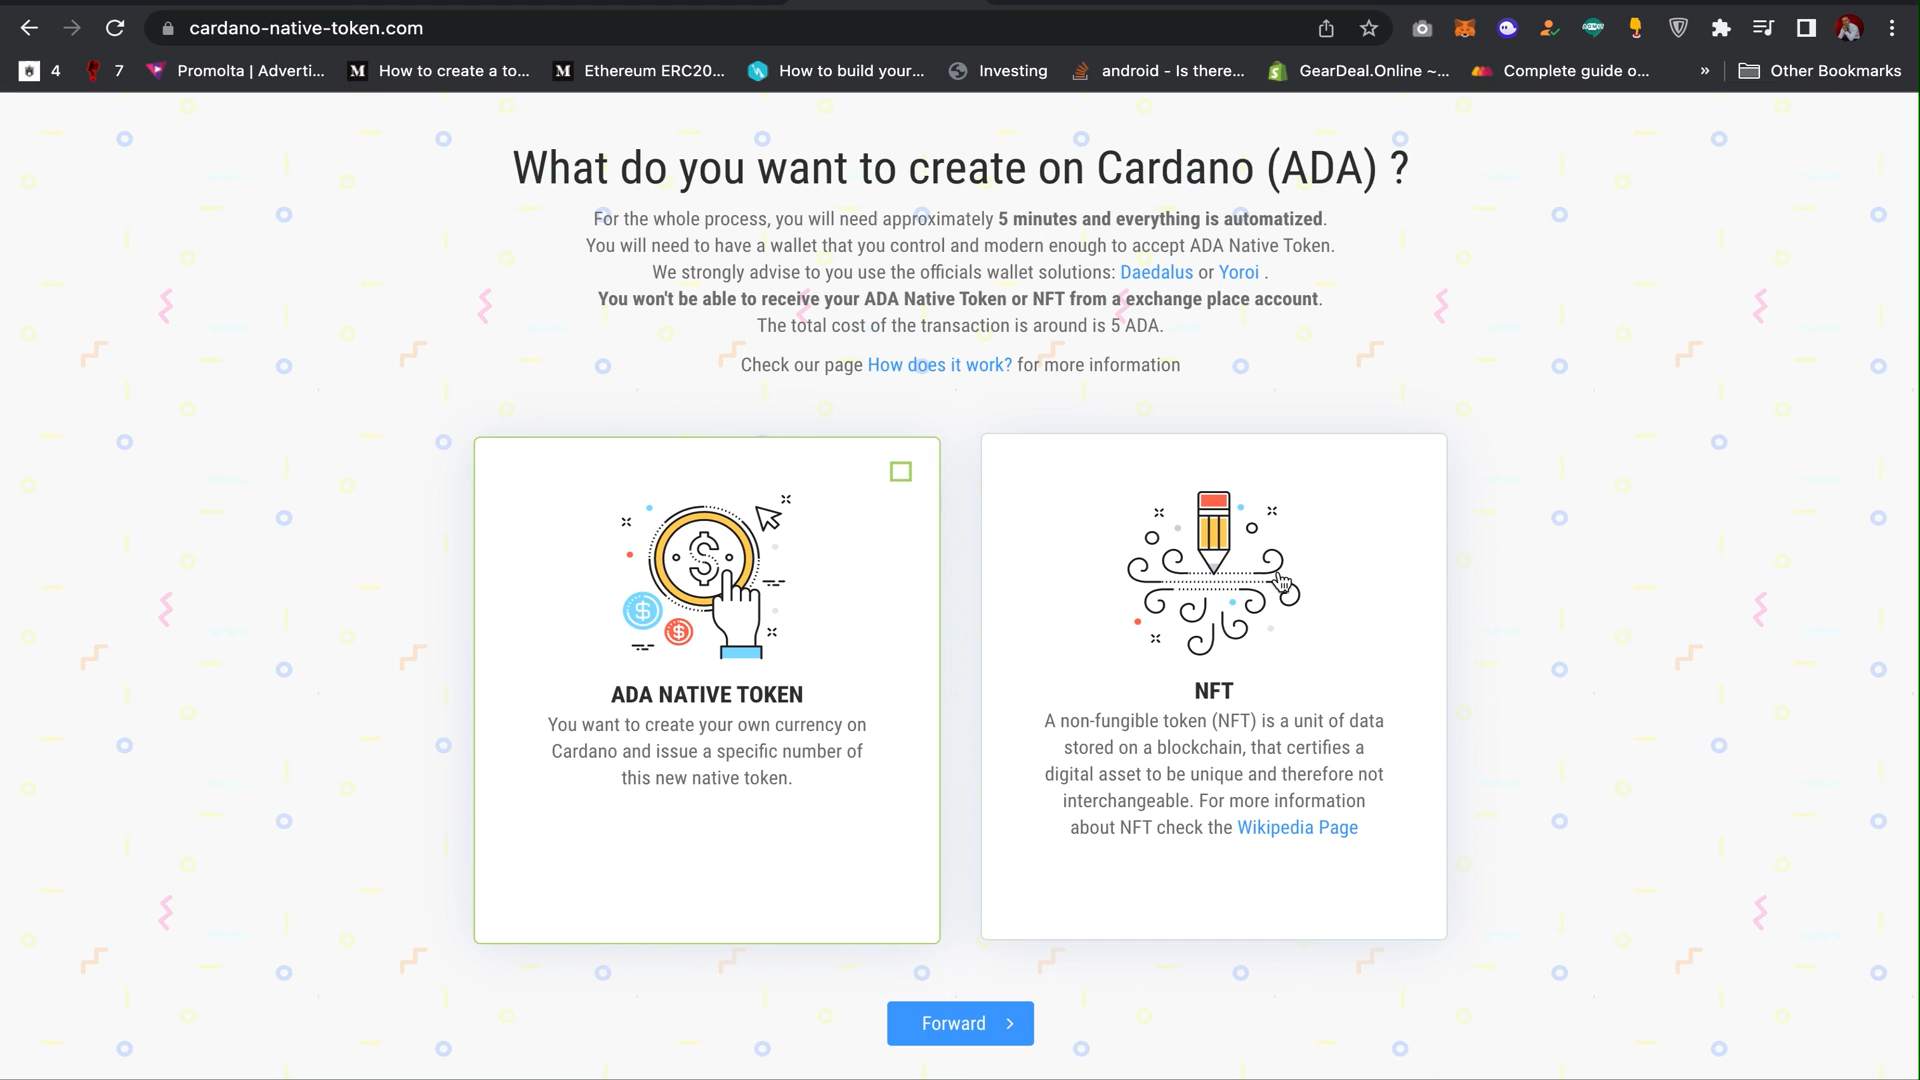 cardano-native-token.com
4
7
Promolta | Adverti...
How to create a to...
Ethereum ERC20...
How to build your...
Investing
android - Is there...
GearDeal.Online ~...
Complete guide o...
»
Other Bookmarks
What do you want to create on Cardano (ADA) ?
For the whole process, you will need approximately 5 minutes and everything is automatized.
You will need to have a wallet that you control and modern enough to accept ADA Native Token.
We strongly advise to you use the officials wallet solutions: Daedalus or Yoroi .
You won't be able to receive your ADA Native Token or NFT from a exchange place account.
The total cost of the transaction is around is 5 ADA.
Check our page How does it work? for more information
ADA NATIVE TOKEN
You want to create your own currency on
Cardano and issue a specific number of
this new native token.
NFT
A non-fungible token (NFT) is a unit of data
stored on a blockchain, that certifies a
digital asset to be unique and therefore not
interchangeable. For more information
about NFT check the Wikipedia Page
Forward